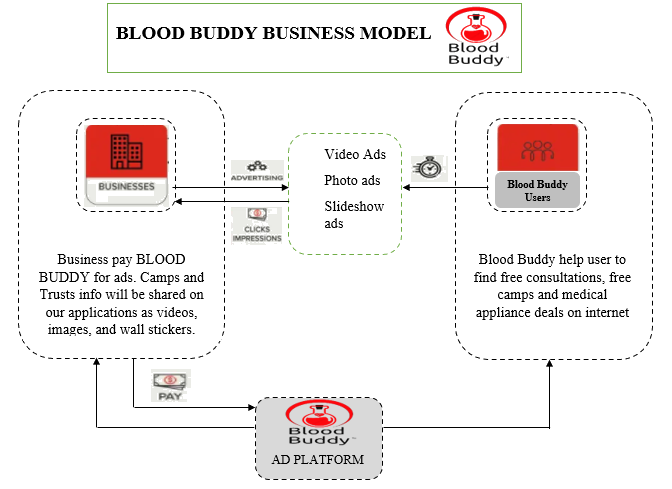 BLOOD BUDDY BUSINESS MODEL
Blood
Buddy™
BUSINESSES
Business pay BLOOD
BUDDY for ads. Camps and
Trusts info will be shared on
our applications as videos,
images, and wall stickers.
ADVERTISING
CLICKS
IMPRESSIONS
Video Ads
Photo ads
Slideshow
ads
Blood Buddy
Users
Blood Buddy help user to
find free consultations, free
camps and medical
appliance deals on internet
PAY
Blood
Buddy™
AD PLATFORM